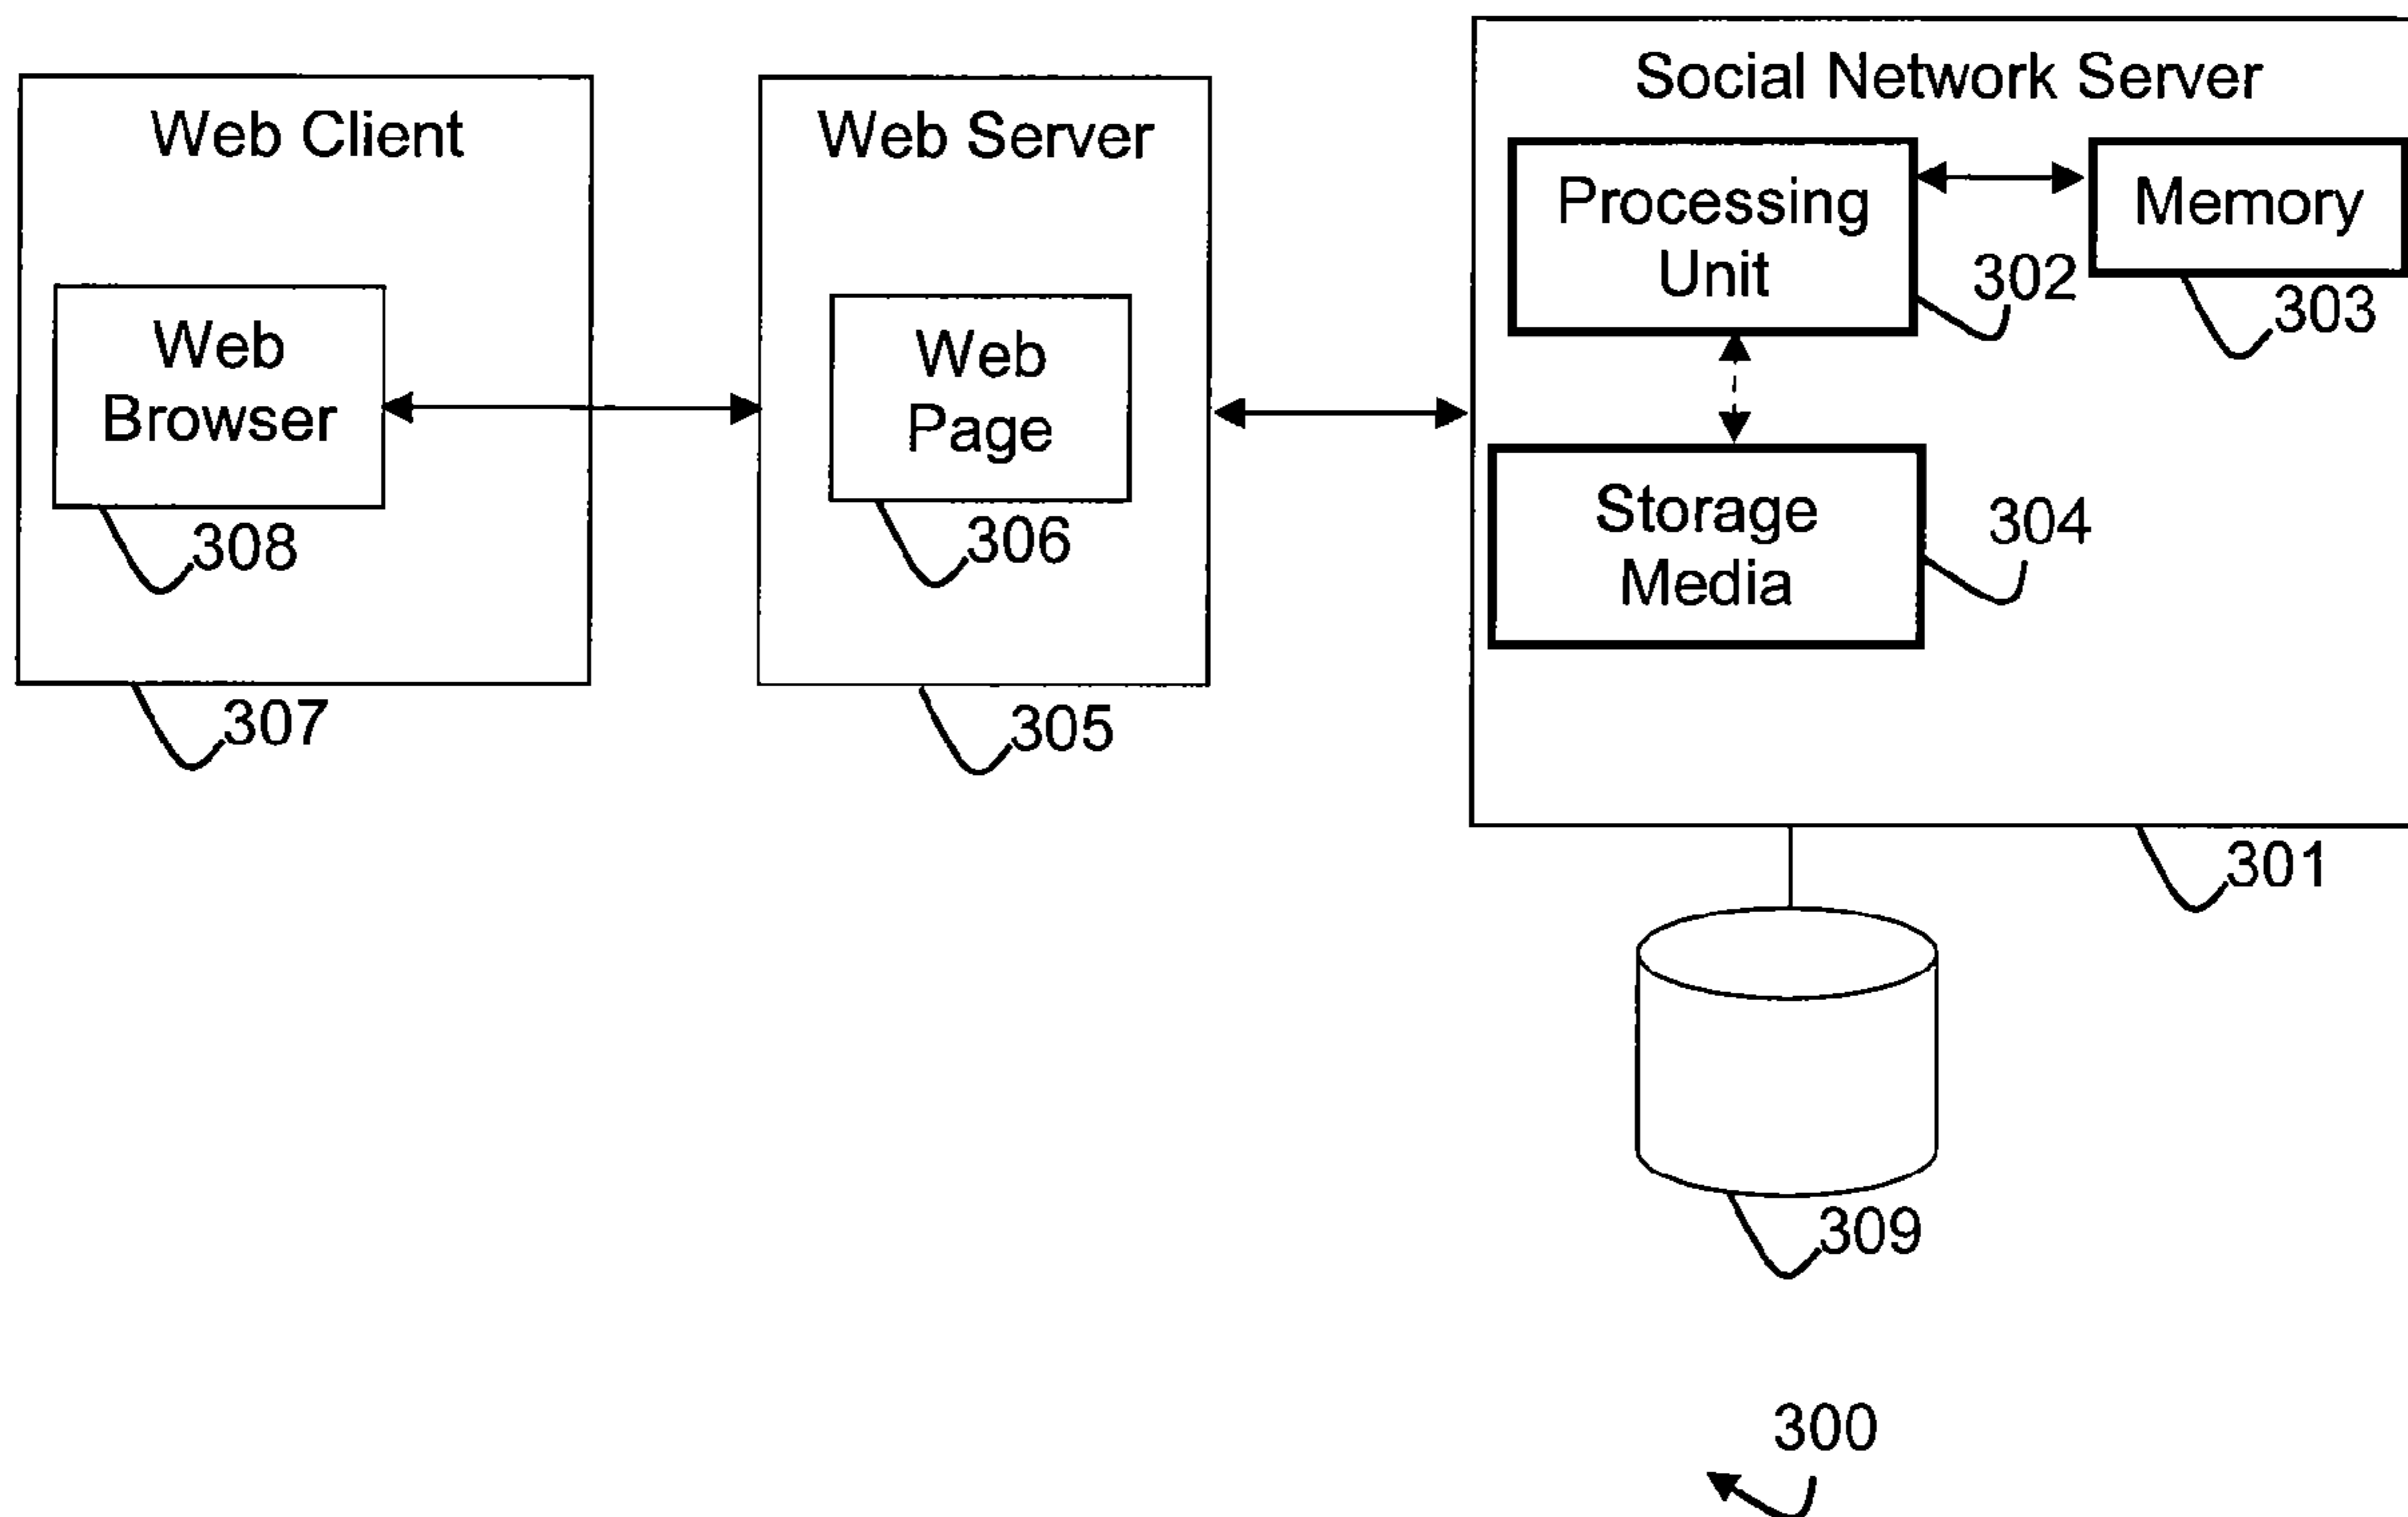 Web Client
Web
Browser
308
307
Web Server
Web
Page
306
305
Social Network Server
Processing
Unit
302
Memory
303
Storage
Media
304
301
309
300